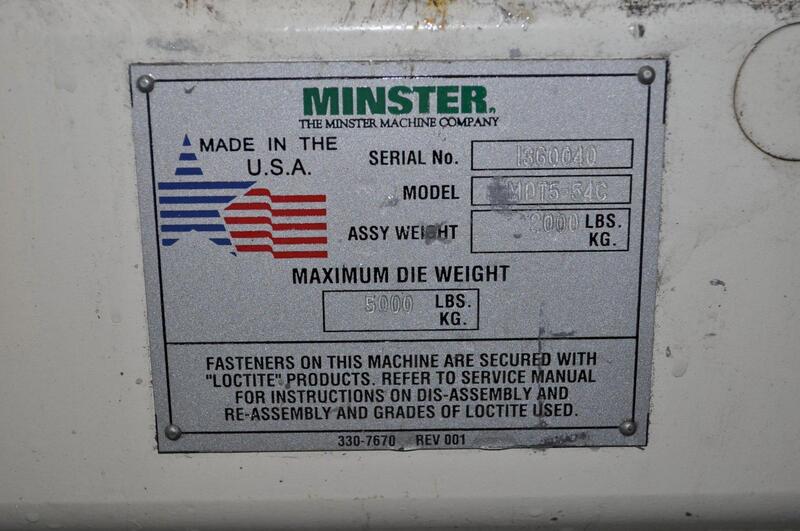 MINSTER
THE MINSTER MACHINE COMPANY
MADE IN THE
U.S.A.
SERIAL No. 1360040
MODEL
ASSY WEIGHT LBS.
KG.
MAXIMUM DIE WEIGHT
5000 LBS.
KG.
FASTENERS ON THIS MACHINE ARE SECURED WITH
"LOCTITE" PRODUCTS. REFER TO SERVICE MANUAL
FOR INSTRUCTIONS ON DIS-ASSEMBLY AND
RE-ASSEMBLY AND GRADES OF LOCTITE USED.
330-7670 REV 001